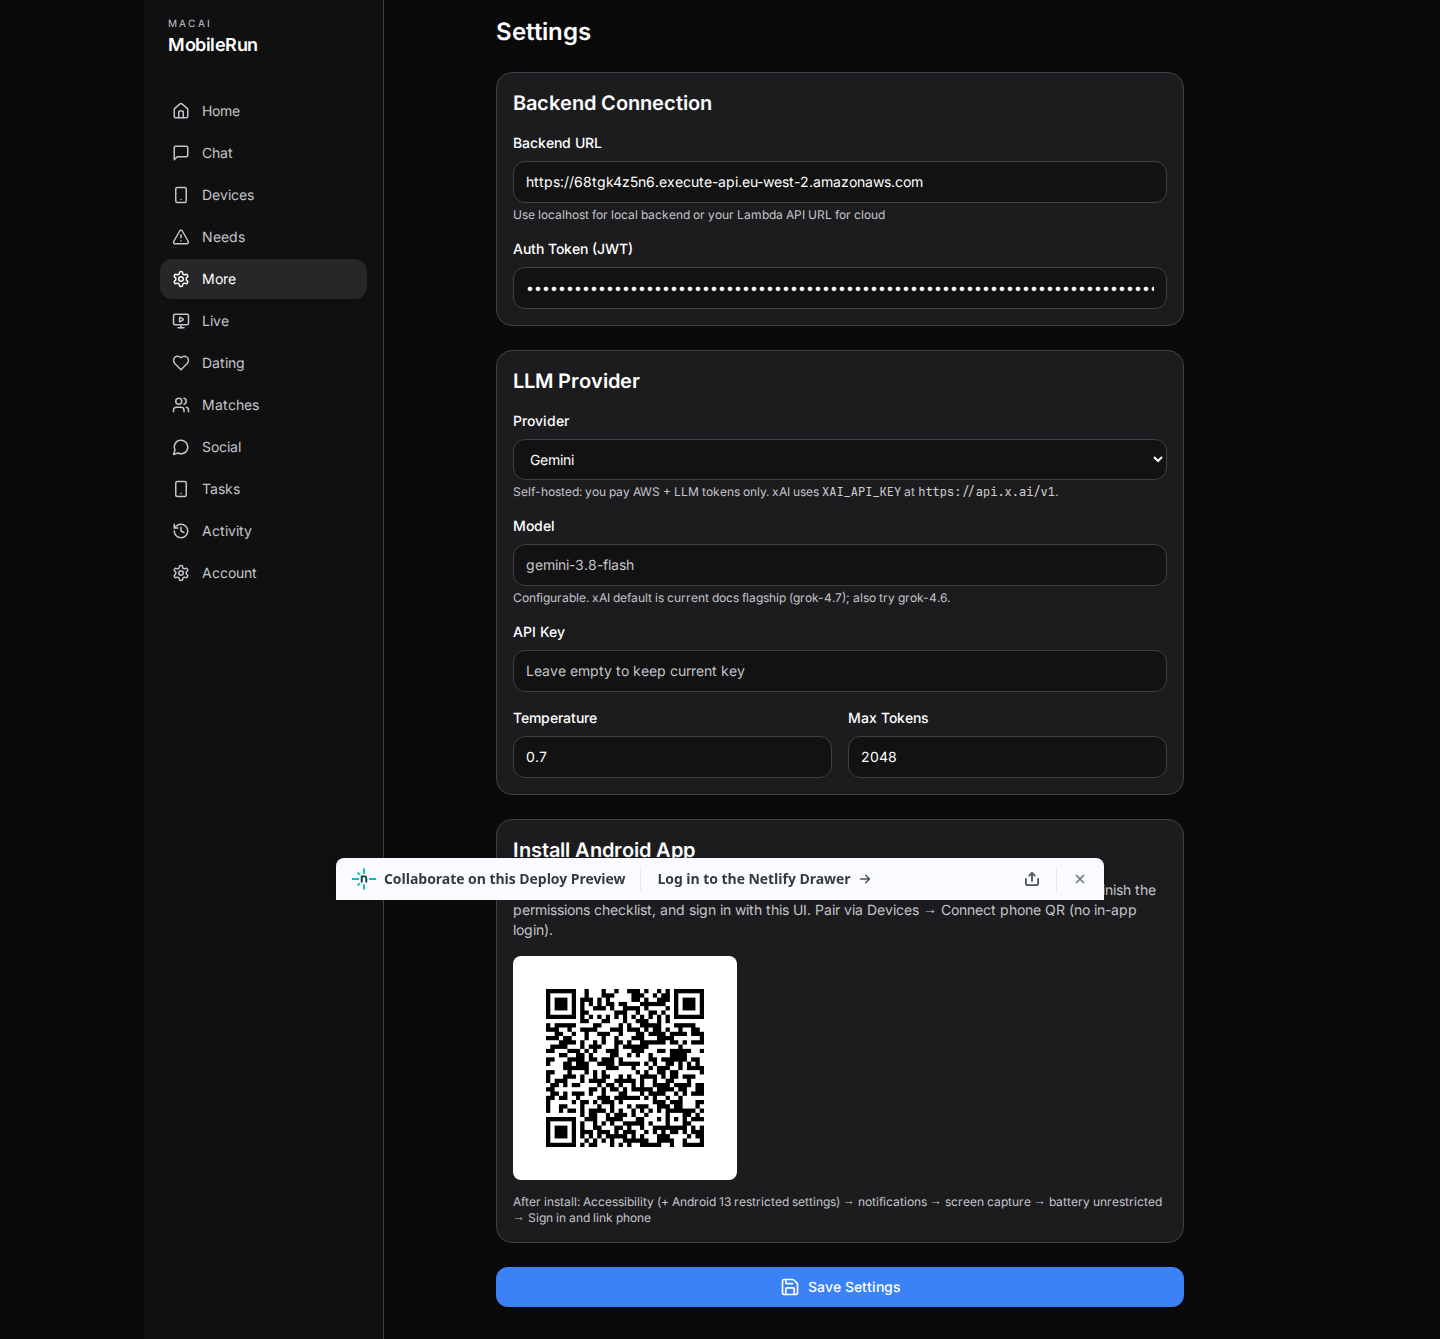 MACAI
MobileRun
Home
Chat
Devices
Needs
More
Live
Dating
Matches
Social
Tasks
Activity
Account
Settings
Backend Connection
Backend URL
https://68tgk4z5n6.execute-api.eu-west-2.amazonaws.com
Use localhost for local backend or your Lambda API URL for cloud
Auth Token (JWT)
LLM Provider
Provider
Gemini
Self-hosted: you pay AWS + LLM tokens only. xAI uses XAI_API_KEY at https://api.x.ai/v1.
Model
gemini-3.8-flash
Configurable. xAI default is current docs flagship (grok-4.7); also try grok-4.6.
API Key
Leave empty to keep current key
Temperature
Max Tokens
0.7
2048
Install Android App
Collaborate on this Deploy Preview
Log in to the Netlify Drawer →
the
permissions checklist, and sign in with this UI. Pair via Devices → Connect phone QR (no in-app
login).
After install: Accessibility (+ Android 13 restricted settings) → notifications → screen capture → battery unrestricted
→ Sign in and link phone
Save Settings